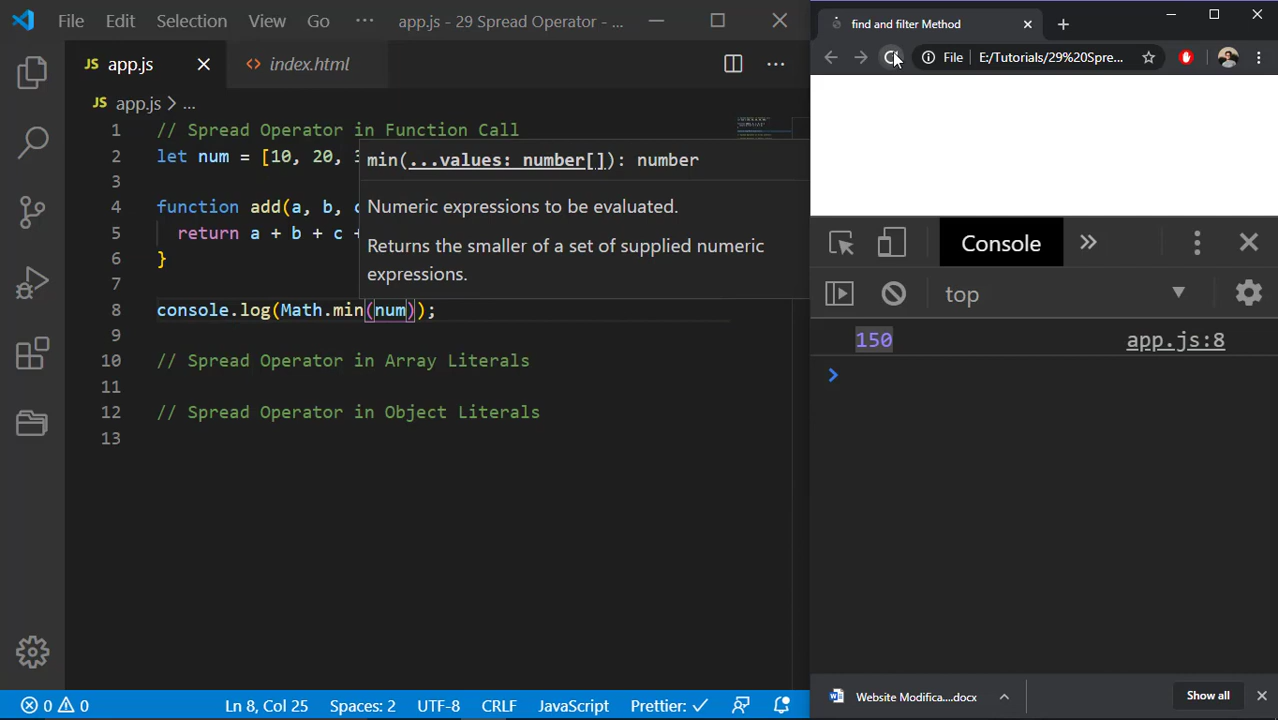 File Edit Selection View Go ··· app.js - 29 Spread Operator - ...
JS app.js
<> index.html
JS app.js > ...
1 // Spread Operator in Function Call
2 let num = [10, 20, 3
3
4 function add(a, b, c
5 return a + b + c +
6 }
7
8 console.log(Math.min(num));
9
10 // Spread Operator in Array Literals
11
12 // Spread Operator in Object Literals
13
min(...values: number[]): number
Numeric expressions to be evaluated.
Returns the smaller of a set of supplied numeric
expressions.
0 0 Ln 8, Col 25 Spaces: 2 UTF-8 CRLF JavaScript Prettier: ✓
find and filter Method
File E:/Tutorials/29%20Spre...
Console »
top
150 app.js:8
>
Website Modifica....docx
Show all